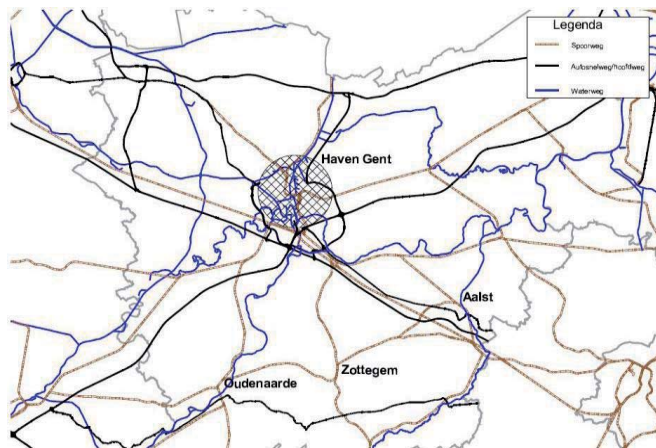 Legenda
Spoorweg
Autosnelweg/hoofdweg
Waterweg
Haven Gent
Aalst
Zottegem
Oudenaarde